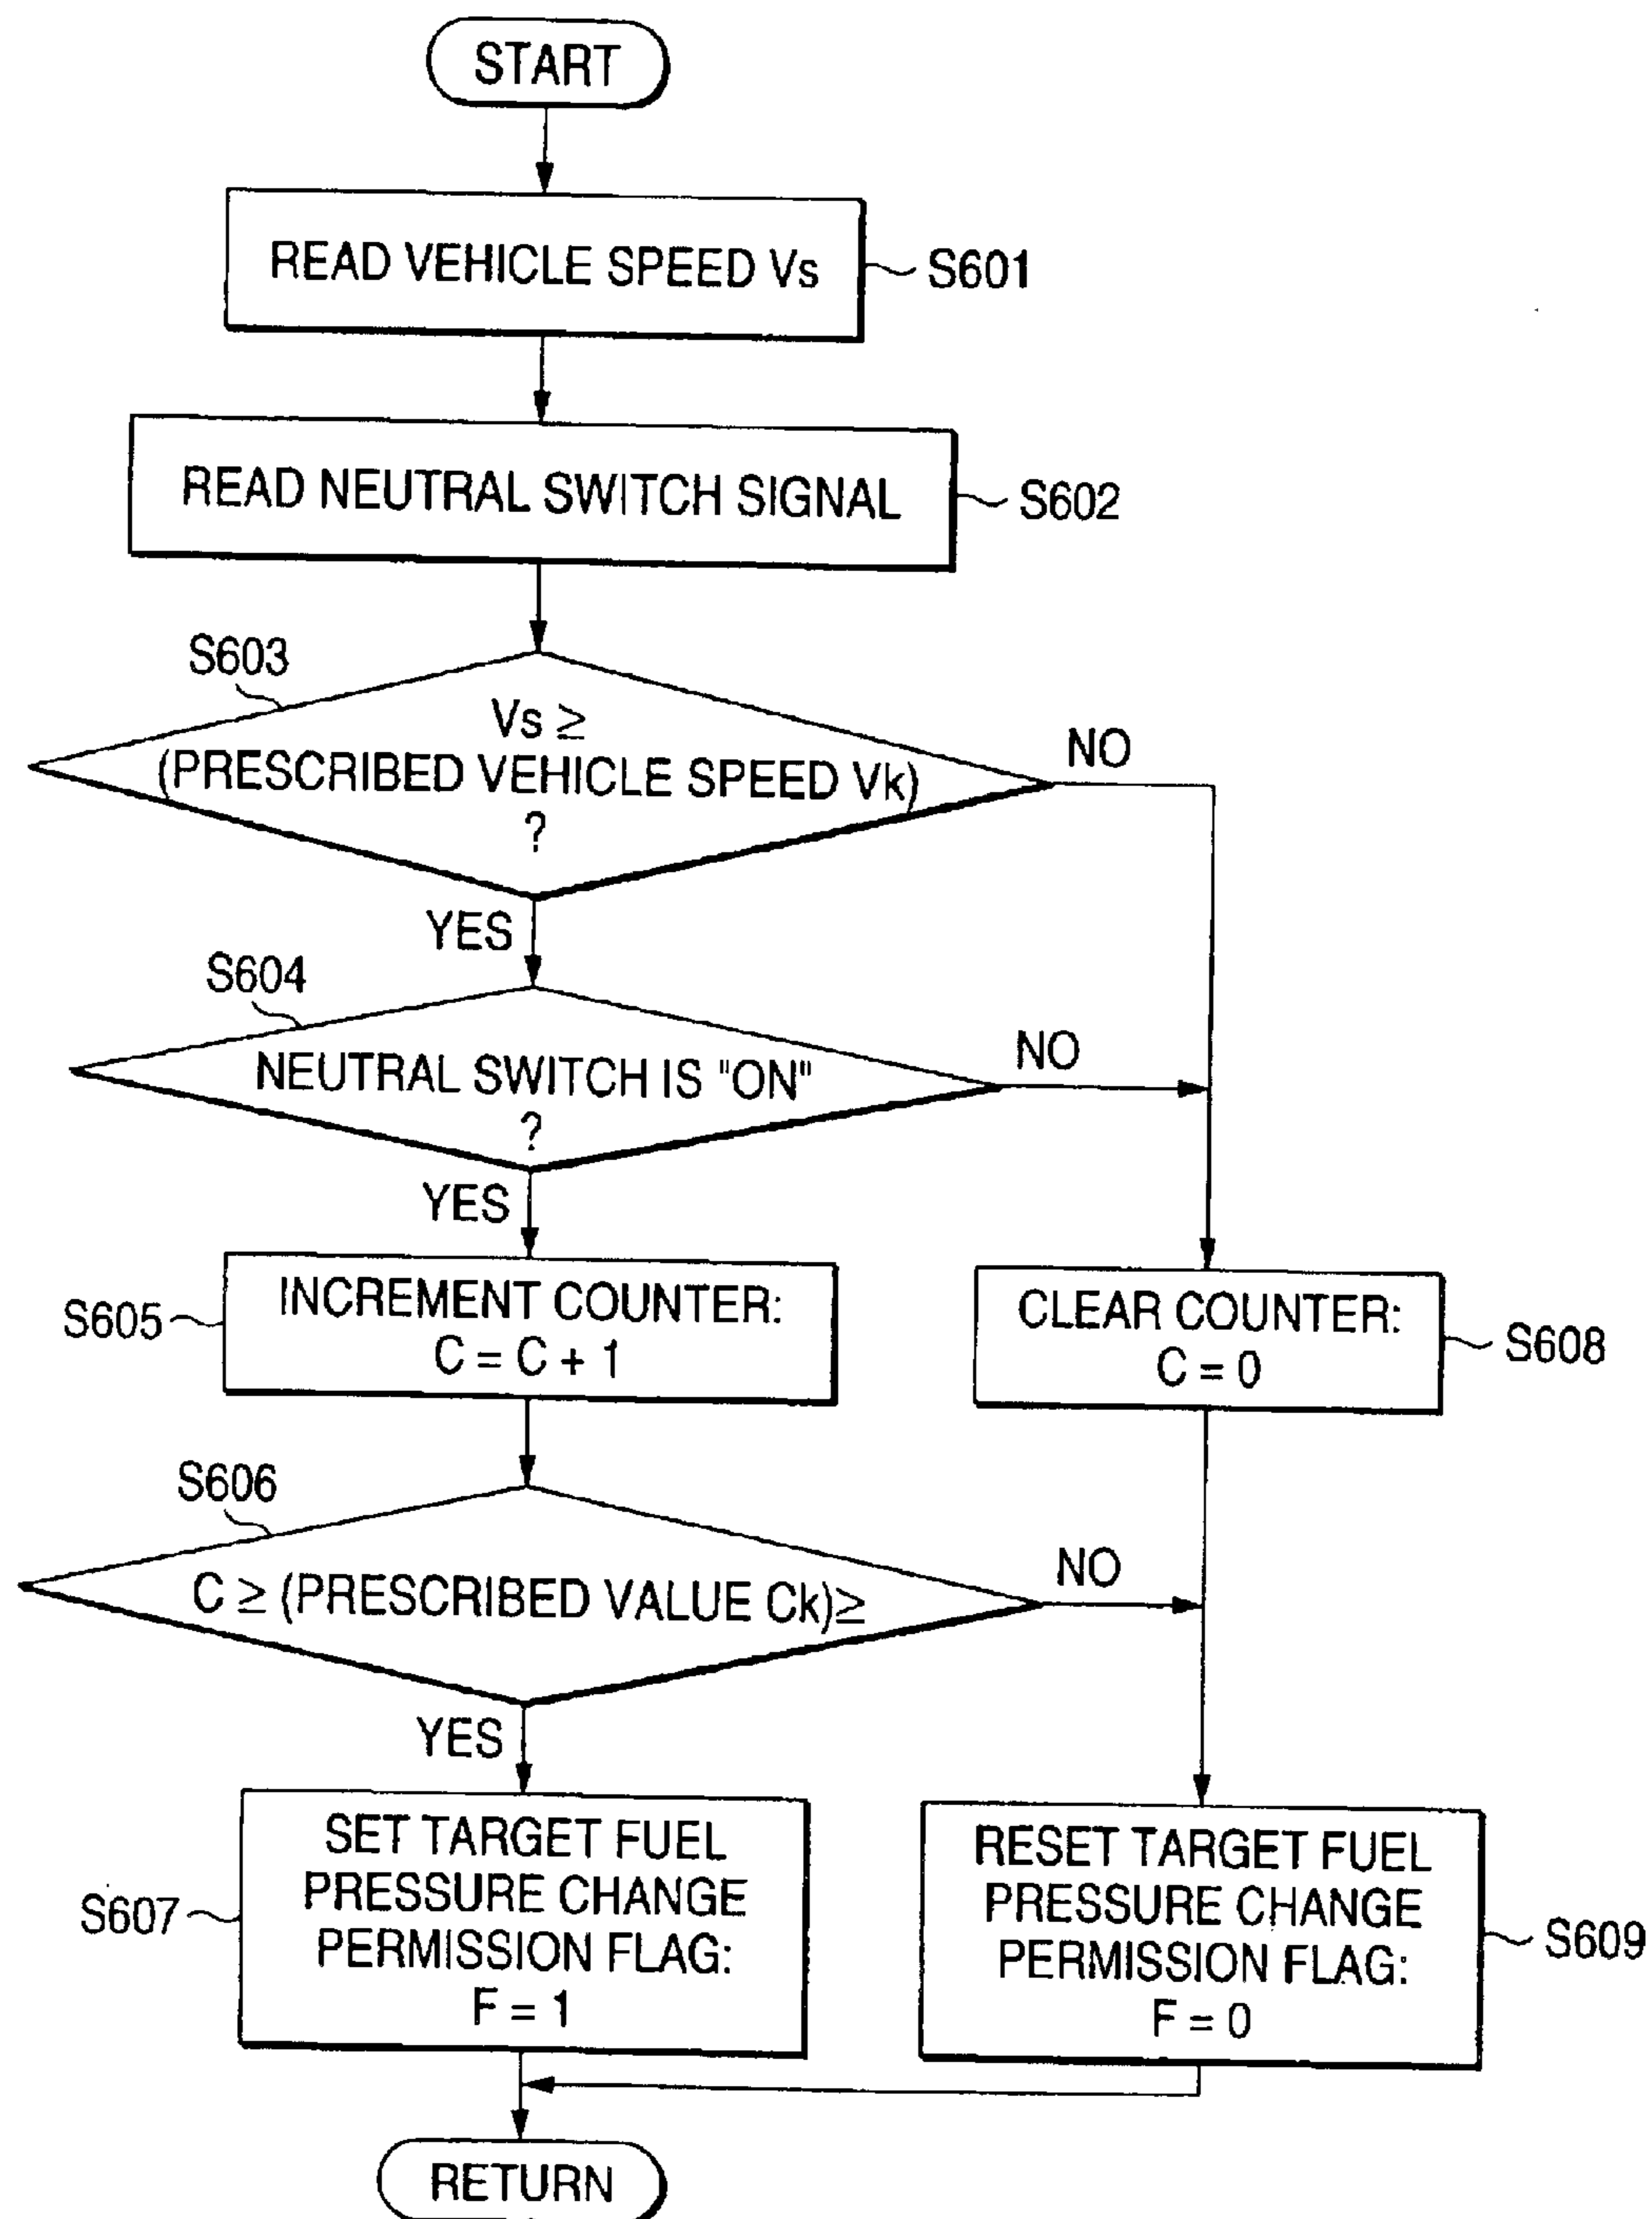 START
READ VEHICLE SPEED Vs
S601
READ NEUTRAL SWITCH SIGNAL
S602
S603
Vs ≥
(PRESCRIBED VEHICLE SPEED Vk)
?
NO
YES
S604
NEUTRAL SWITCH IS "ON"
?
NO
YES
S605
INCREMENT COUNTER:
C = C + 1
CLEAR COUNTER:
C = 0
S608
S606
C ≥ (PRESCRIBED VALUE Ck)≥
NO
YES
S607
SET TARGET FUEL
PRESSURE CHANGE
PERMISSION FLAG:
F = 1
RESET TARGET FUEL
PRESSURE CHANGE
PERMISSION FLAG:
F = 0
S609
RETURN